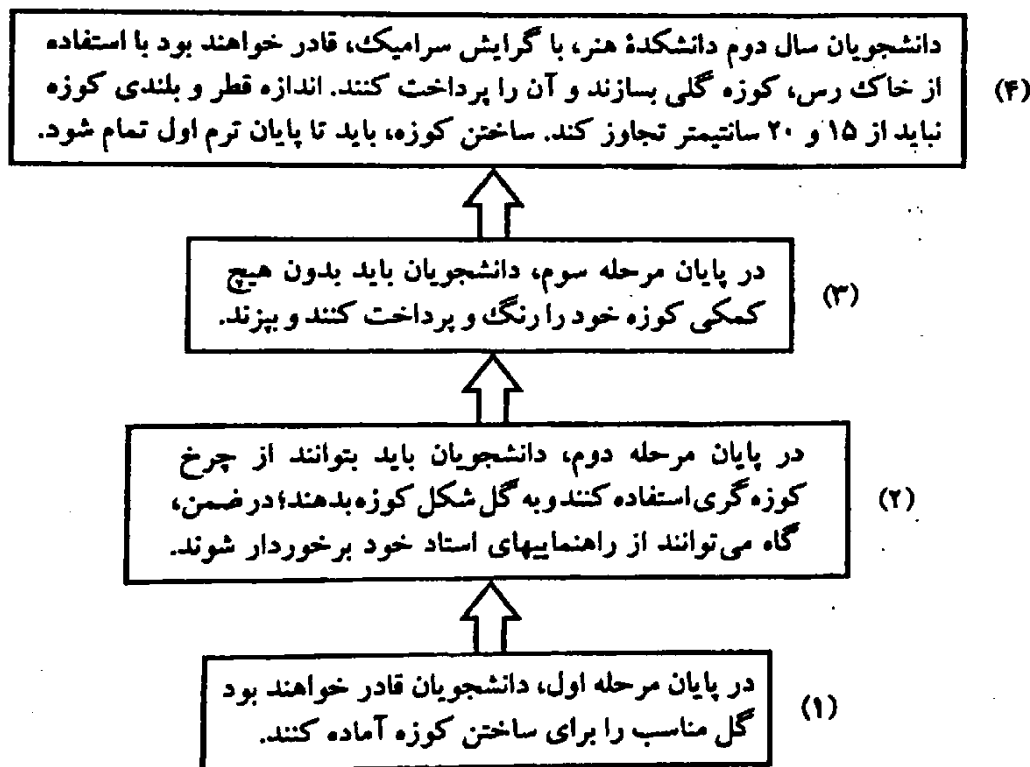 دانشجویان سال دوم دانشکدهٔ هنر، با گرایش سرامیک، قادر خواهند بود با استفاده
از خاک رس، کوزه گلی بسازند و آن را پرداخت کنند. اندازه قطر و بلندی کوزه
نباید از ۱۵ و ۲۰ سانتیمتر تجاوز کند. ساختن کوزه، باید تا پایان ترم اول تمام شود.
(۴)
در پایان مرحله سوم، دانشجویان باید بدون هیچ
کمکی کوزه خود را رنگ و پرداخت کنند و بپزند.
(۳)
در پایان مرحله دوم، دانشجویان باید بتوانند از چرخ
کوزه‌گری استفاده کنند و به گل شکل کوزه بدهند؛ در ضمن،
گاه می‌توانند از راهنماییهای استاد خود برخوردار شوند.
(۲)
در پایان مرحله اول، دانشجویان قادر خواهند بود
گل مناسب را برای ساختن کوزه آماده کنند.
(۱)